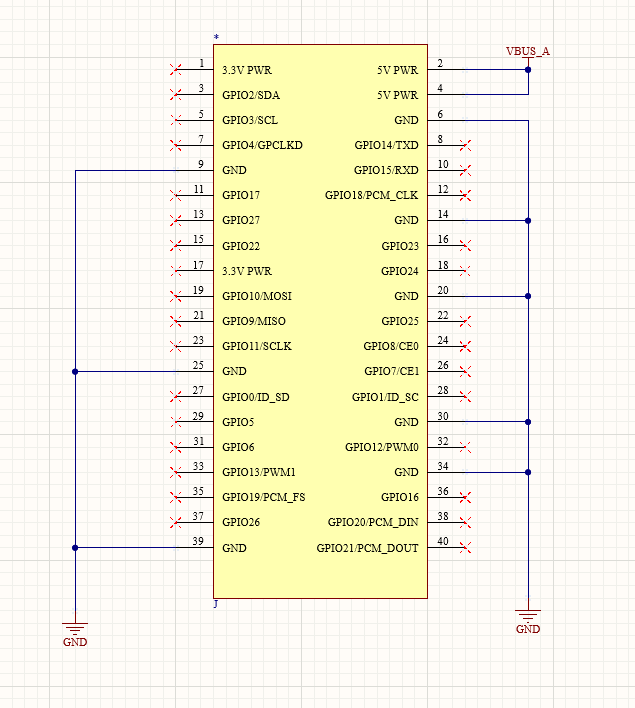 *
VBUS_A
1 3.3V PWR 5V PWR 2
3 GPIO2/SDA 5V PWR 4
5 GPIO3/SCL GND 6
7 GPIO4/GPCLKD GPIO14/TXD 8
9 GND GPIO15/RXD 10
11 GPIO17 GPIO18/PCM_CLK 12
13 GPIO27 GND 14
15 GPIO22 GPIO23 16
17 3.3V PWR GPIO24 18
19 GPIO10/MOSI GND 20
21 GPIO9/MISO GPIO25 22
23 GPIO11/SCLK GPIO8/CE0 24
25 GND GPIO7/CE1 26
27 GPIO0/ID_SD GPIO1/ID_SC 28
29 GPIO5 GND 30
31 GPIO6 GPIO12/PWM0 32
33 GPIO13/PWM1 GND 34
35 GPIO19/PCM_FS GPIO16 36
37 GPIO26 GPIO20/PCM_DIN 38
39 GND GPIO21/PCM_DOUT 40
J
GND
GND